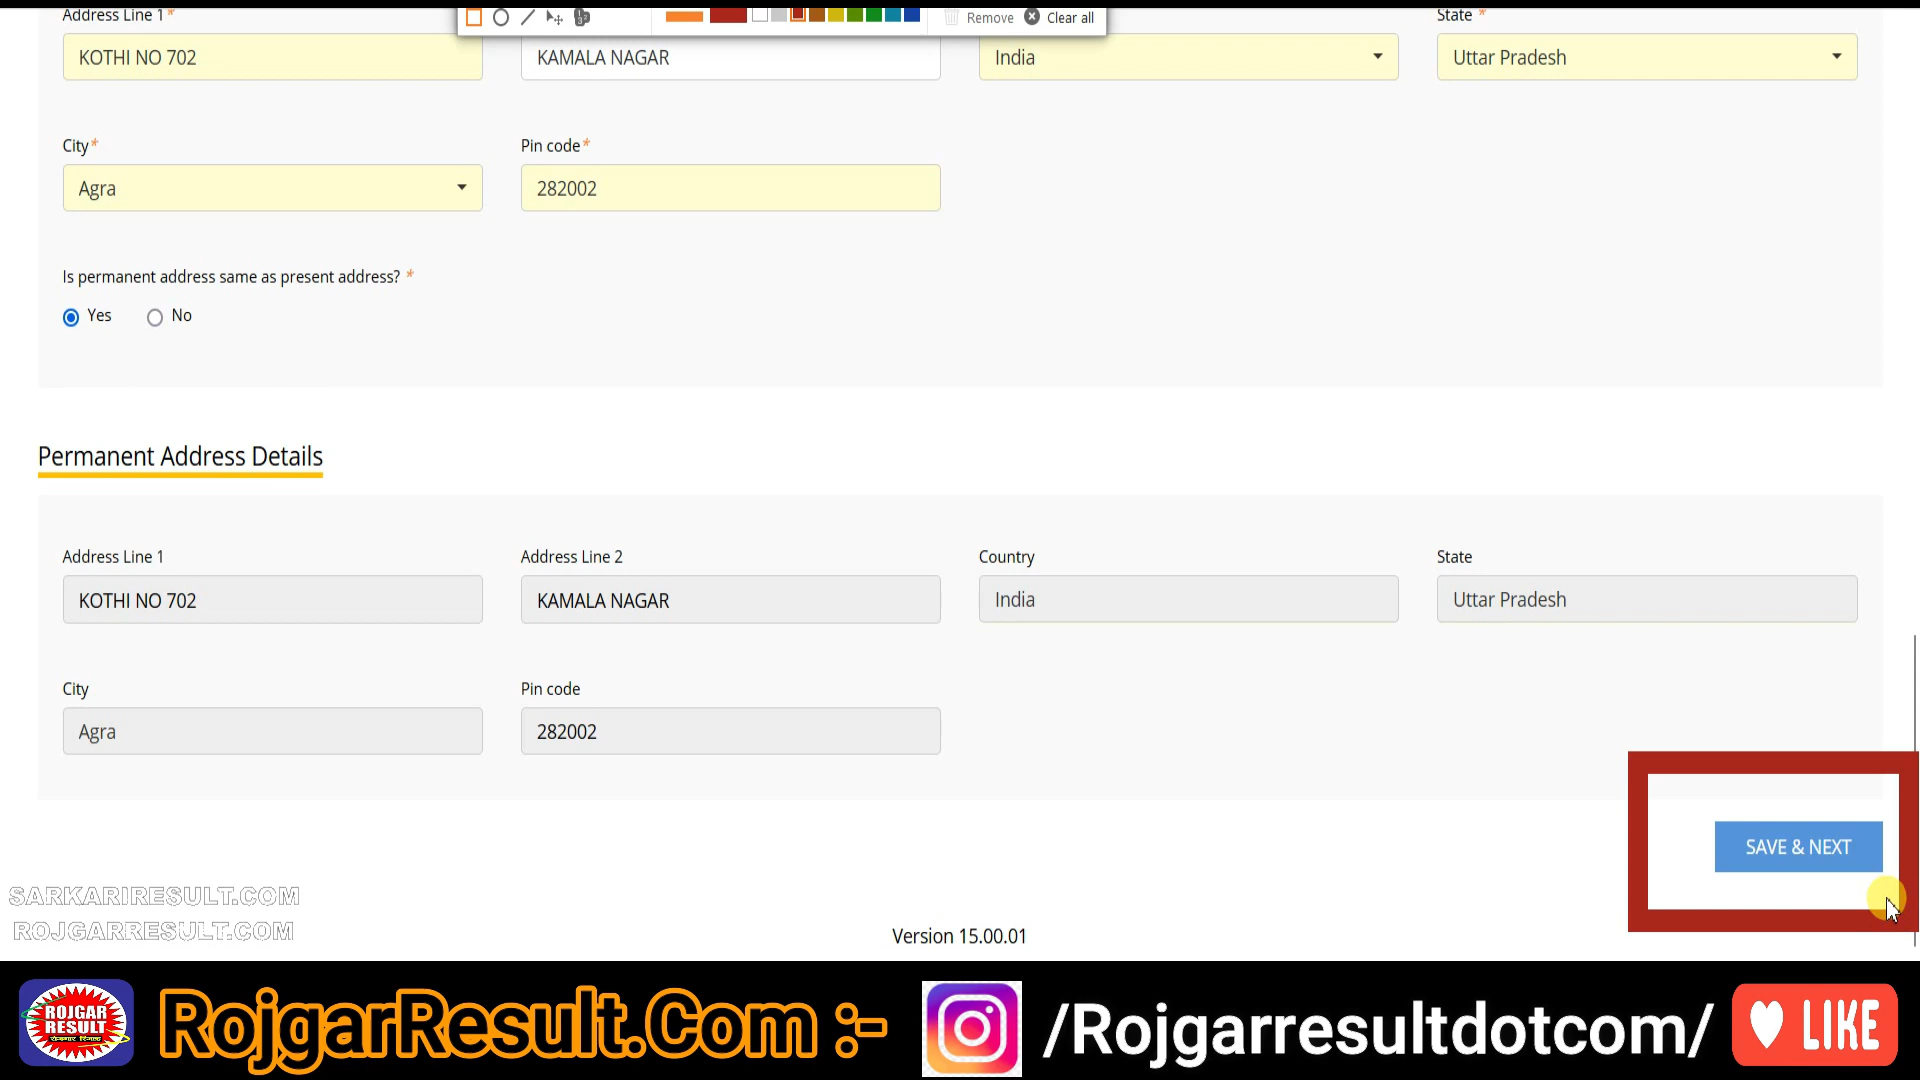 Remove Clear all
Address Line 1* State *
KOTHI NO 702 KAMALA NAGAR India Uttar Pradesh
City* Pin code*
Agra 282002
Is permanent address same as present address? *
Yes No
Permanent Address Details
Address Line 1 Address Line 2 Country State
KOTHI NO 702 KAMALA NAGAR India Uttar Pradesh
City Pin code
Agra 282002
SAVE & NEXT
SARKARIRESULT.COM
ROJGARRESULT.COM
Version 15.00.01
ROJGAR
RESULT
RojgarResult.Com :-
/Rojgarresultdotcom/
LIKE